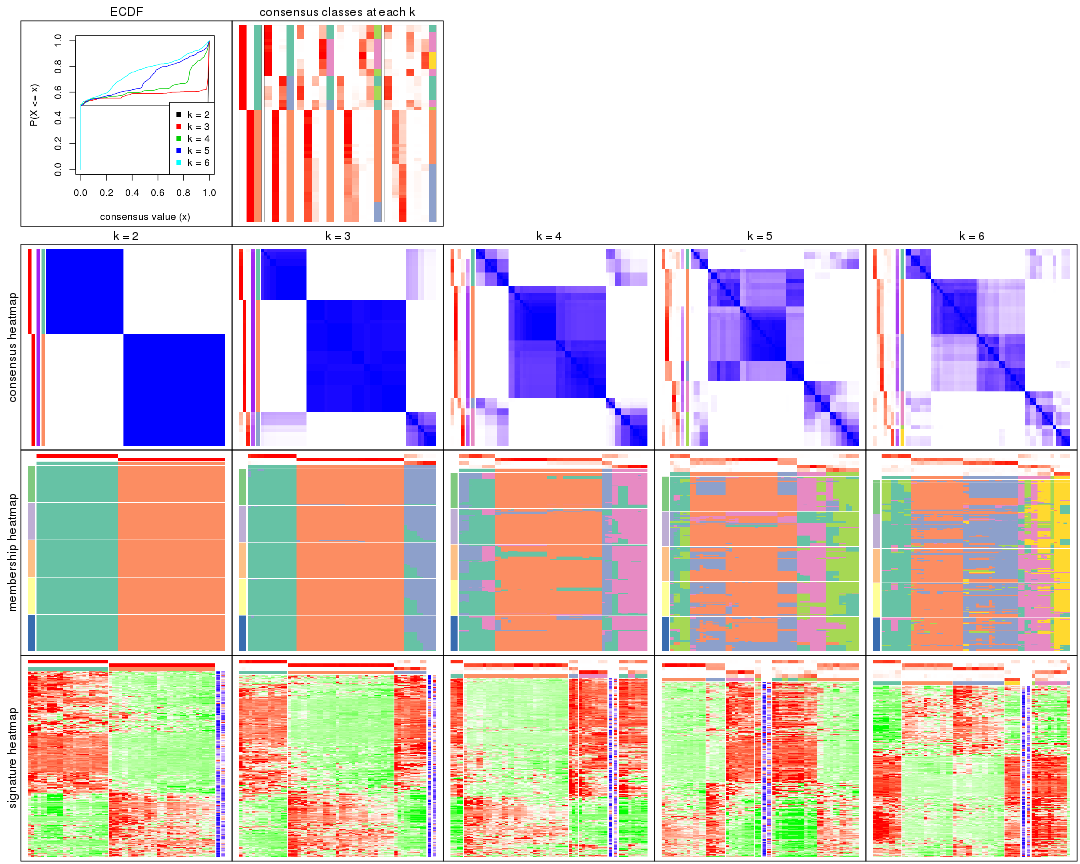 ECDF
consensus classes at each k
P(X <= x)
1.0
0.8
0.6
0.4
0.2
0.0
k = 2
k = 3
k = 4
k = 5
k = 6
0.0 0.2 0.4 0.6 0.8 1.0
consensus value (x)
k = 2 k = 3 k = 4 k = 5 k = 6
consensus heatmap
membership heatmap
signature heatmap